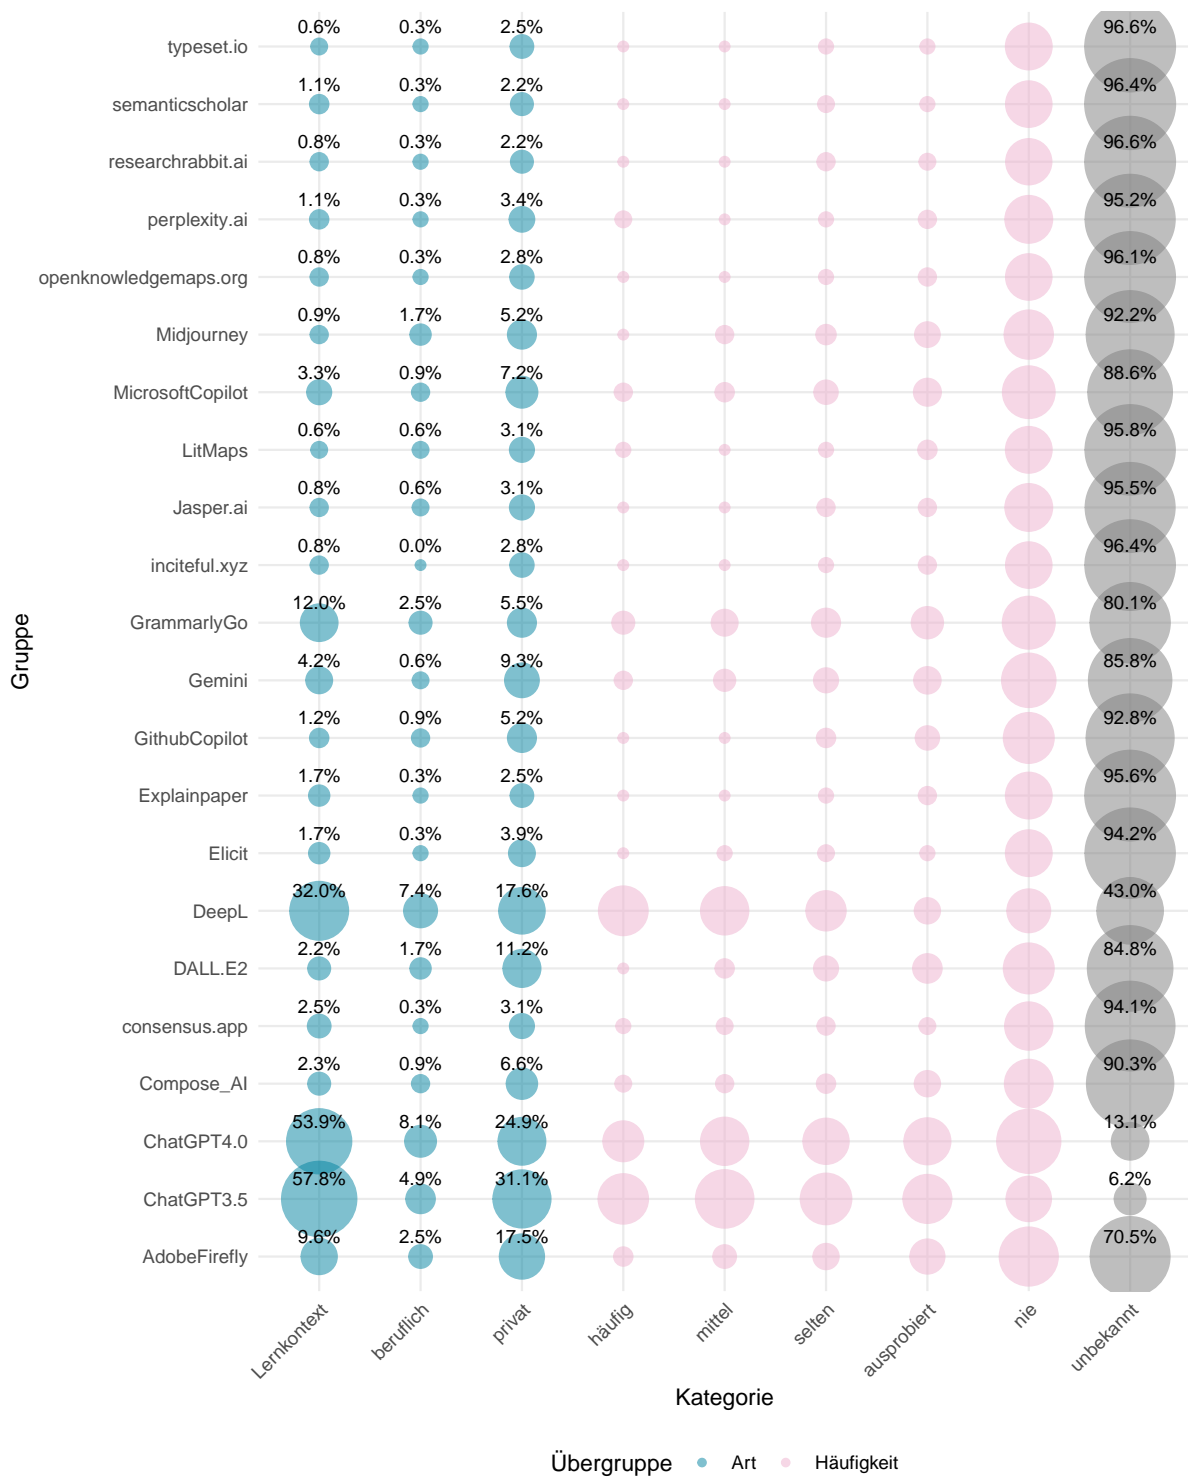 0.6% 0.3% 2.5% 96.6%
typeset.io
1.1% 0.3% 2.2% 96.4%
semanticscholar
0.8% 0.3% 2.2% 96.6%
researchrabbit.ai
1.1% 0.3% 3.4% 95.2%
perplexity.ai
0.8% 0.3% 2.8% 96.1%
openknowledgemaps.org
0.9% 1.7% 5.2% 92.2%
Midjourney
3.3% 0.9% 7.2% 88.6%
MicrosoftCopilot
0.6% 0.6% 3.1% 95.8%
LitMaps
0.8% 0.6% 3.1% 95.5%
Jasper.ai
0.8% 0.0% 2.8% 96.4%
inciteful.xyz
12.0% 2.5% 5.5% 80.1%
GrammarlyGo
4.2% 0.6% 9.3% 85.8%
Gemini
1.2% 0.9% 5.2% 92.8%
GithubCopilot
1.7% 0.3% 2.5% 95.6%
Explainpaper
1.7% 0.3% 3.9% 94.2%
Elicit
32.0% 7.4% 17.6% 43.0%
DeepL
2.2% 1.7% 11.2% 84.8%
DALL.E2
2.5% 0.3% 3.1% 94.1%
consensus.app
2.3% 0.9% 6.6% 90.3%
Compose_AI
53.9% 8.1% 24.9% 13.1%
ChatGPT4.0
57.8% 4.9% 31.1% 6.2%
ChatGPT3.5
9.6% 2.5% 17.5% 70.5%
AdobeFirefly
Gruppe
Lernkontext beruflich privat häufig mittel selten ausprobiert nie unbekannt
Kategorie
Übergruppe Art Häufigkeit